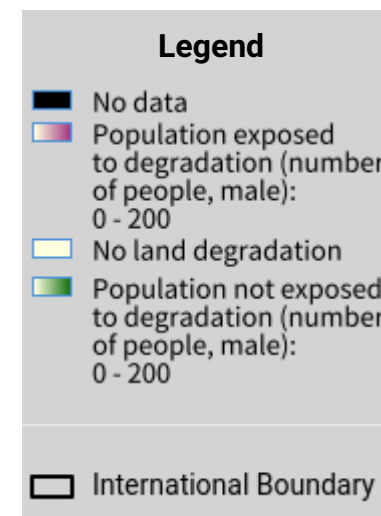 Legend
No data
Population exposed
to degradation (number
of people, male):
0 - 200
No land degradation
Population not exposed
to degradation (number
of people, male):
0 - 200
International Boundary